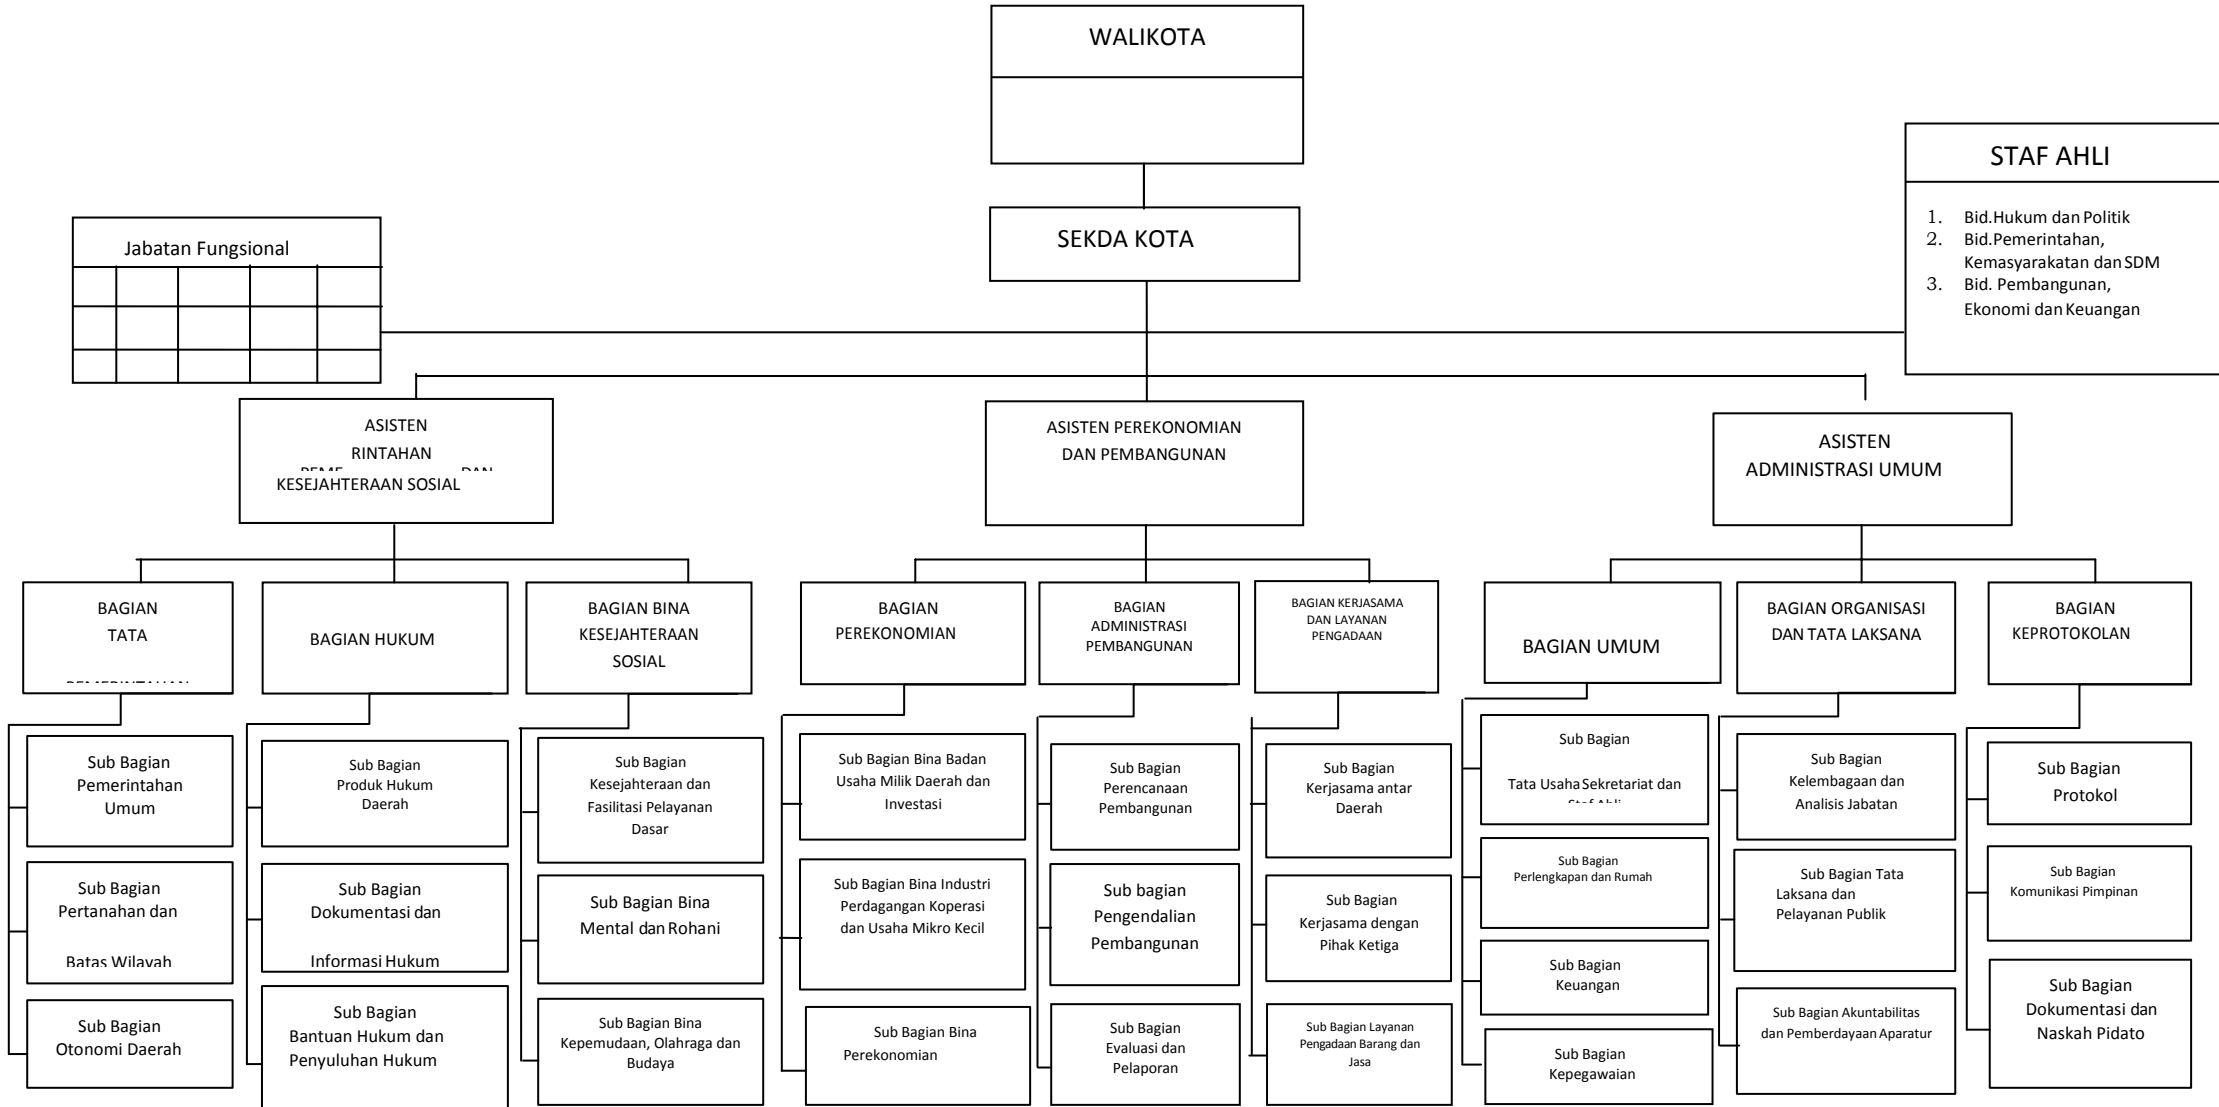 WALIKOTA
STAF AHLI
1. Bid.Hukum dan Politik
2. Bid.Pemerintahan,
Kemasyarakatan dan SDM
3. Bid. Pembangunan,
Ekonomi dan Keuangan
SEKDA KOTA
Jabatan Fungsional
ASISTEN
RINTAHAN
KESEJAHTERAAN SOSIAL
ASISTEN PEREKONOMIAN
DAN PEMBANGUNAN
ASISTEN
ADMINISTRASI UMUM
BAGIAN
TATA
BAGIAN HUKUM
BAGIAN BINA
KESEJAHTERAAN
SOSIAL
BAGIAN
PEREKONOMIAN
BAGIAN
ADMINISTRASI
PEMBANGUNAN
BAGIAN KERJASAMA
DAN LAYANAN
PENGADAAN
BAGIAN UMUM
BAGIAN ORGANISASI
DAN TATA LAKSANA
BAGIAN
KEPROTOKOLAN
Sub Bagian
Pemerintahan
Umum
Sub Bagian
Produk Hukum
Daerah
Sub Bagian
Kesejahteraan dan
Fasilitasi Pelayanan
Dasar
Sub Bagian Bina Badan
Usaha Milik Daerah dan
Investasi
Sub Bagian
Perencanaan
Pembangunan
Sub Bagian
Kerjasama antar
Daerah
Sub Bagian
Tata Usaha Sekretariat dan
Sub Bagian
Kelembagaan dan
Analisis Jabatan
Sub Bagian
Protokol
Sub Bagian
Pertanahan dan
Batas Wilayah
Sub Bagian
Dokumentasi dan
Informasi Hukum
Sub Bagian Bina
Mental dan Rohani
Sub Bagian Bina Industri
Perdagangan Koperasi
dan Usaha Mikro Kecil
Sub bagian
Pengendalian
Pembangunan
Sub Bagian
Kerjasama dengan
Pihak Ketiga
Sub Bagian
Perlengkapan dan Rumah
Sub Bagian Tata
Laksana dan
Pelayanan Publik
Sub Bagian
Komunikasi Pimpinan
Sub Bagian
Keuangan
Sub Bagian
Otonomi Daerah
Sub Bagian
Bantuan Hukum dan
Penyuluhan Hukum
Sub Bagian Bina
Kepemudaan, Olahraga dan
Budaya
Sub Bagian Bina
Perekonomian
Sub Bagian
Evaluasi dan
Pelaporan
Sub Bagian Layanan
Pengadaan Barang dan
Jasa
Sub Bagian
Kepegawaian
Sub Bagian Akuntabilitas
dan Pemberdayaan Aparatur
Sub Bagian
Dokumentasi dan
Naskah Pidato